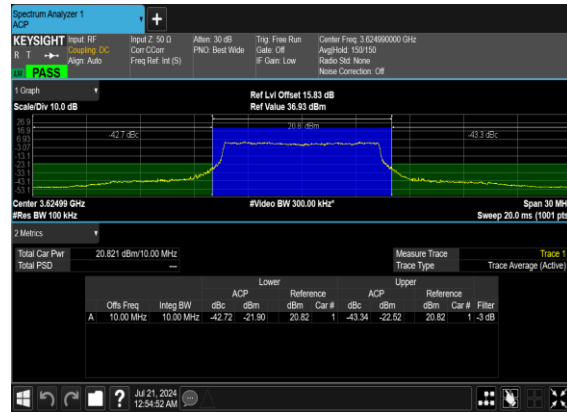 Spectrum Analyzer 1
ACP
+
KEYSIGHT
R T
LW PASS
Input: RF
Coupling: DC
Align: Auto
Input Z: 50 Ω
Corr CCorr
Freq Ref: Int (S)
Atten: 30 dB
PNO: Best Wide
Trig: Free Run
Gate: Off
IF Gain: Low
Center Freq: 3.624990000 GHz
Avg|Hold: 150/150
Radio Std: None
Noise Correction: Off
1 Graph
Scale/Div 10.0 dB
Ref Lvl Offset 15.83 dB
Ref Value 36.93 dBm
26.9
16.9
6.93
-3.07
-13.1
-23.1
-33.1
-43.1
-53.1
-42.7 dBc
20.8 dBm
-43.3 dBc
Center 3.62499 GHz
#Video BW 300.00 kHz*
Span 30 MH
#Res BW 100 kHz
Sweep 20.0 ms (1001 pts
2 Metrics
Total Car Pwr 20.821 dBm/10.00 MHz
Total PSD ---
Measure Trace Trace 1
Trace Type Trace Average (Active)
Lower Upper
ACP Reference ACP Reference
Offs Freq Integ BW dBc dBm dBm Car # dBc dBm dBm Car # Filter
A 10.00 MHz 10.00 MHz -42.72 -21.90 20.82 1 -43.34 -22.52 20.82 1 -3 dB
?
Jul 21, 2024
12:54:52 AM